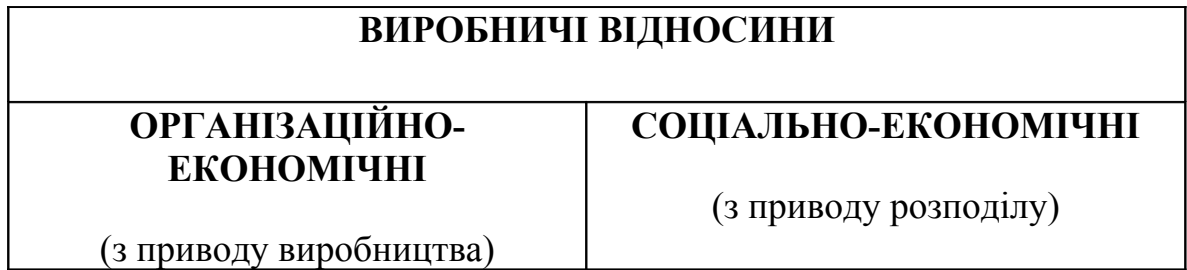 ВИРОБНИЧІ ВІДНОСИНИ
ОРГАНІЗАЦІЙНО-
ЕКОНОМІЧНІ
(з приводу виробництва)
СОЦІАЛЬНО-ЕКОНОМІЧНІ
(з приводу розподілу)